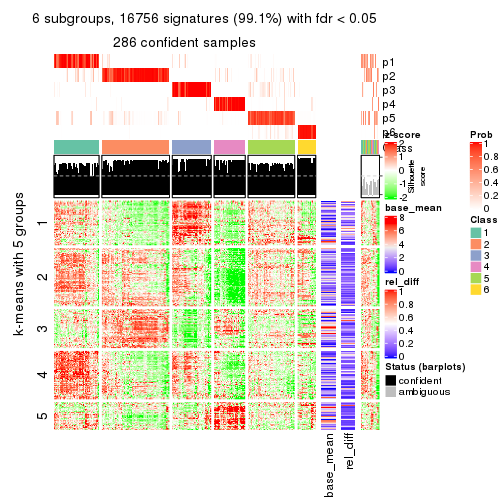 6 subgroups, 16756 signatures (99.1%) with fdr < 0.05
286 confident samples
p1
p2
p3
p4
p5
p6
Class
Silhouette
score
k-means with 5 groups
1
2
3
4
5
base_mean
rel_diff
z-score
2
1
0
-1
-2
base_mean
8
6
4
2
0
rel_diff
1
0.8
0.6
0.4
0.2
0
Status (barplots)
confident
ambiguous
Prob
1
0.8
0.6
0.4
0.2
0
Class
1
2
3
4
5
6